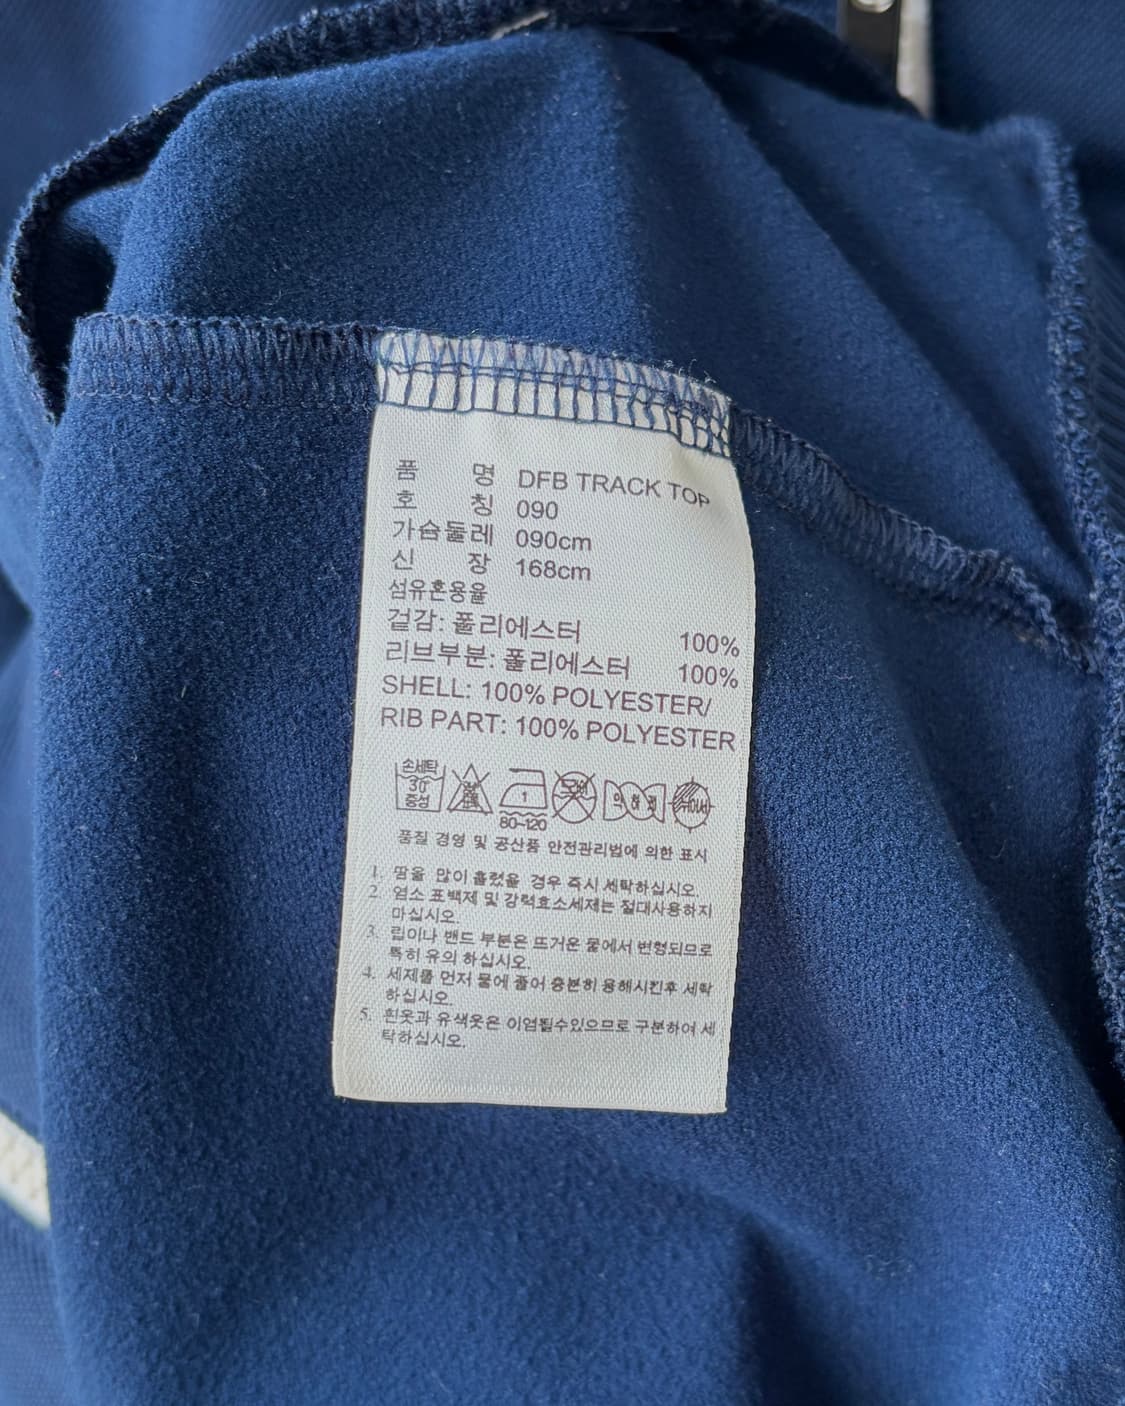 품 명 DFB TRACK TOP
호 칭 090
가슴둘레 090cm
신 장 168cm
섬유혼용율
겉감: 폴리에스터 100%
리브부분: 폴리에스터 100%
SHELL: 100% POLYESTER/
RIB PART: 100% POLYESTER
손세탁
30
중성
1
80~120
품질 경영 및 공산품 안전관리법에 의한 표시
1. 땀을 많이 흘렸을 경우 즉시 세탁하십시오.
2. 염소 표백제 및 강력효소세제는 절대사용하지
마십시오.
3. 립이나 밴드 부분은 뜨거운 물에서 변형되므로
특히 유의 하십시오.
4. 세제를 먼저 물에 풀어 충분히 용해시킨후 세탁
하십시오.
5. 흰옷과 유색옷은 이염될수있으므로 구분하여 세
탁하십시오.